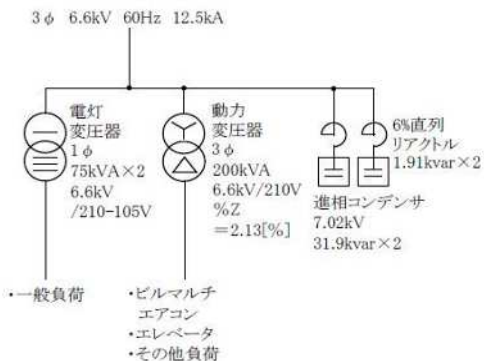 3φ 6.6kV 60Hz 12.5kA
電灯
変圧器
1φ
75kVA×2
6.6kV
/210-105V
動力
変圧器
3φ
200kVA
6.6kV/210V
%Z
=2.13[%]
6%直列
リアクトル
1.91kvar×2
進相コンデンサ
7.02kV
31.9kvar×2
・一般負荷
・ビルマルチ
エアコン
・エレベータ
・その他負荷